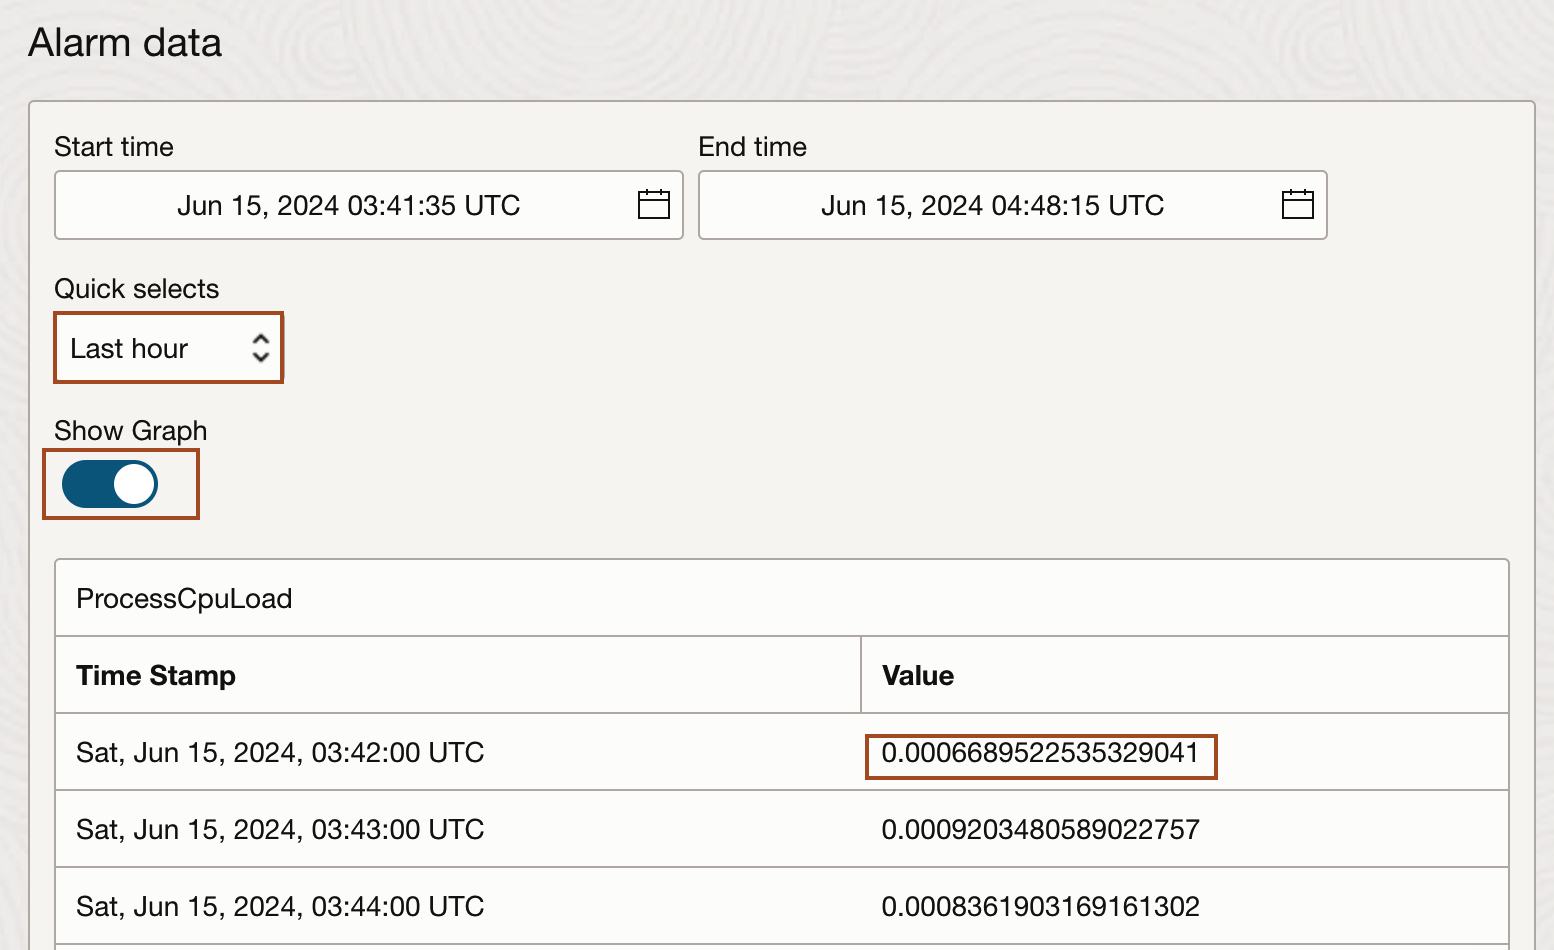 Alarm data
Start time
End time
Jun 15, 2024 03:41:35 UTC
Jun 15, 2024 04:48:15 UTC
Quick selects
Last hour
Show Graph
ProcessCpuLoad
Time Stamp Value
Sat, Jun 15, 2024, 03:42:00 UTC 0.0006689522535329041
Sat, Jun 15, 2024, 03:43:00 UTC 0.0009203480589022757
Sat, Jun 15, 2024, 03:44:00 UTC 0.0008361903169161302